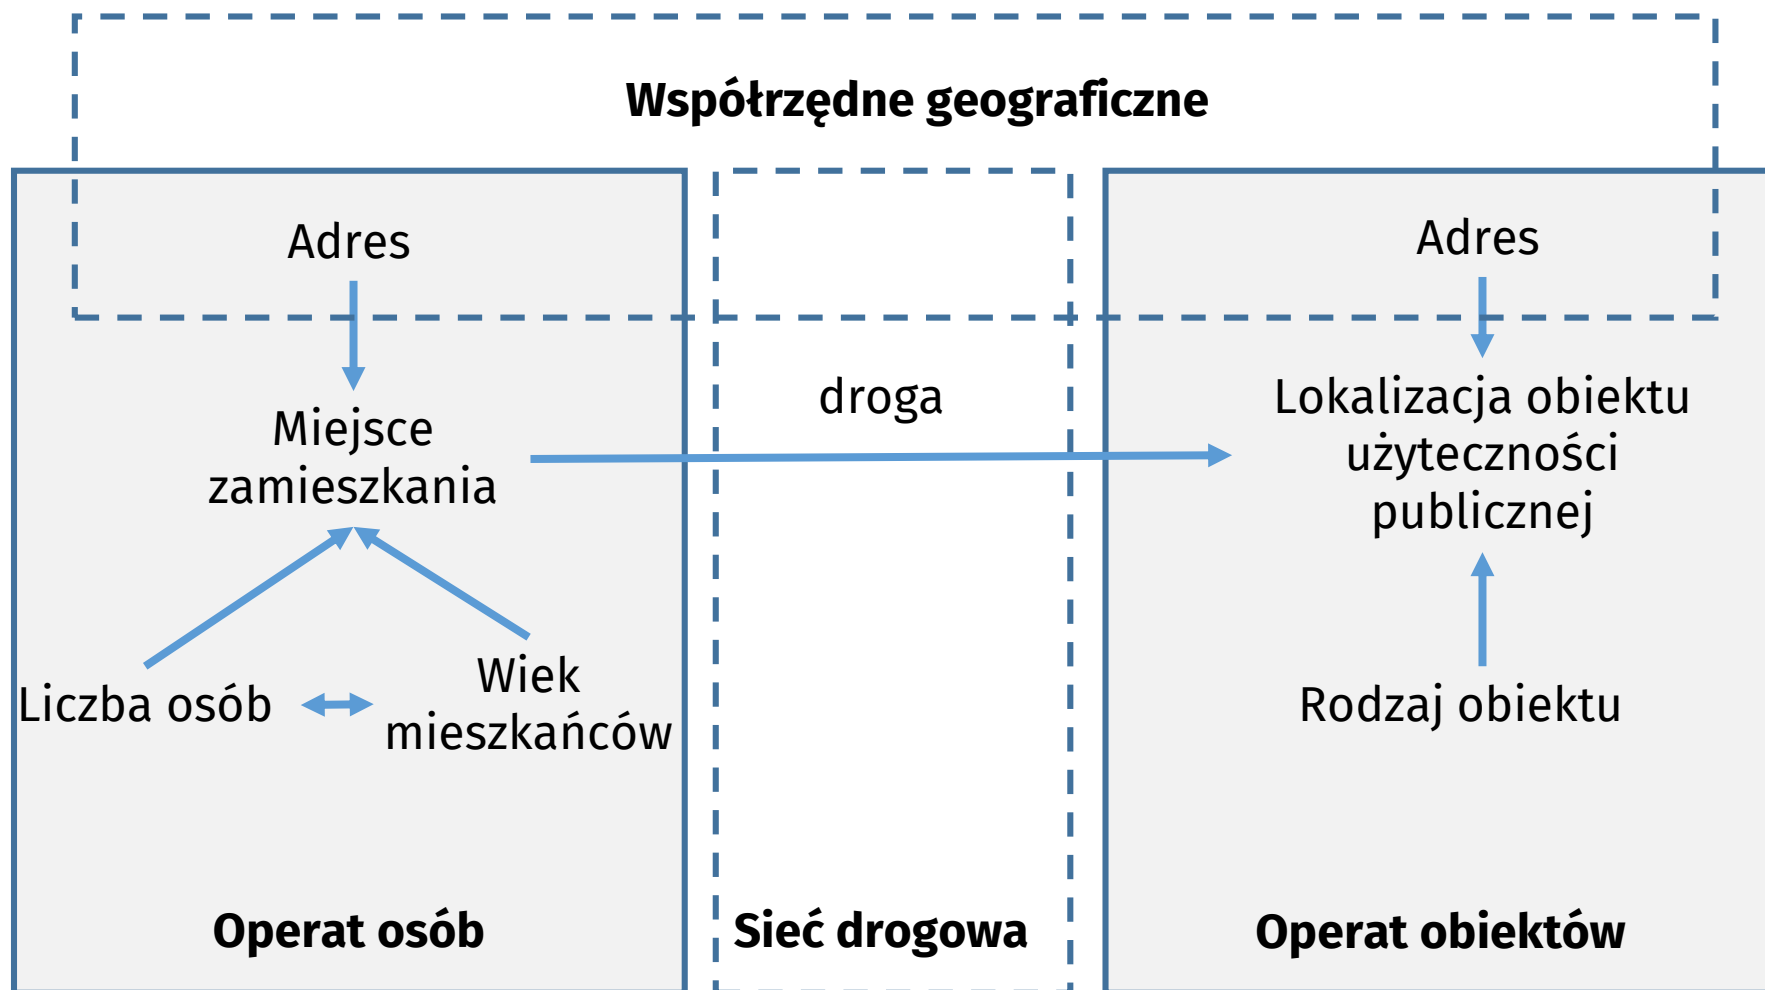 Współrzędne geograficzne
Adres
Miejsce
zamieszkania
Liczba osób
Wiek
mieszkańców
Operat osób
droga
Sieć drogowa
Adres
Lokalizacja obiektu
użyteczności
publicznej
Rodzaj obiektu
Operat obiektów